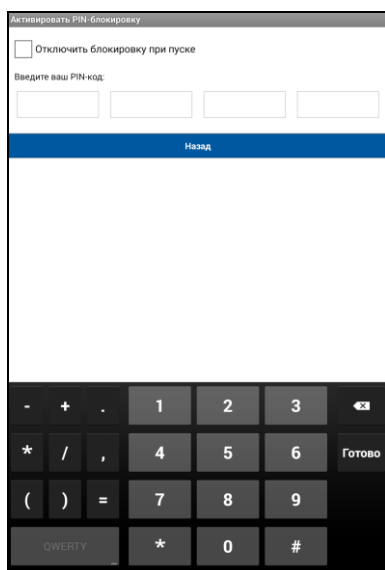 Активировать PIN-блокировку
Отключить блокировку при пуске
Введите ваш PIN-код:
Назад
- + . 1 2 3
* / , 4 5 6 Готово
( ) = 7 8 9
QWERTY * 0 #